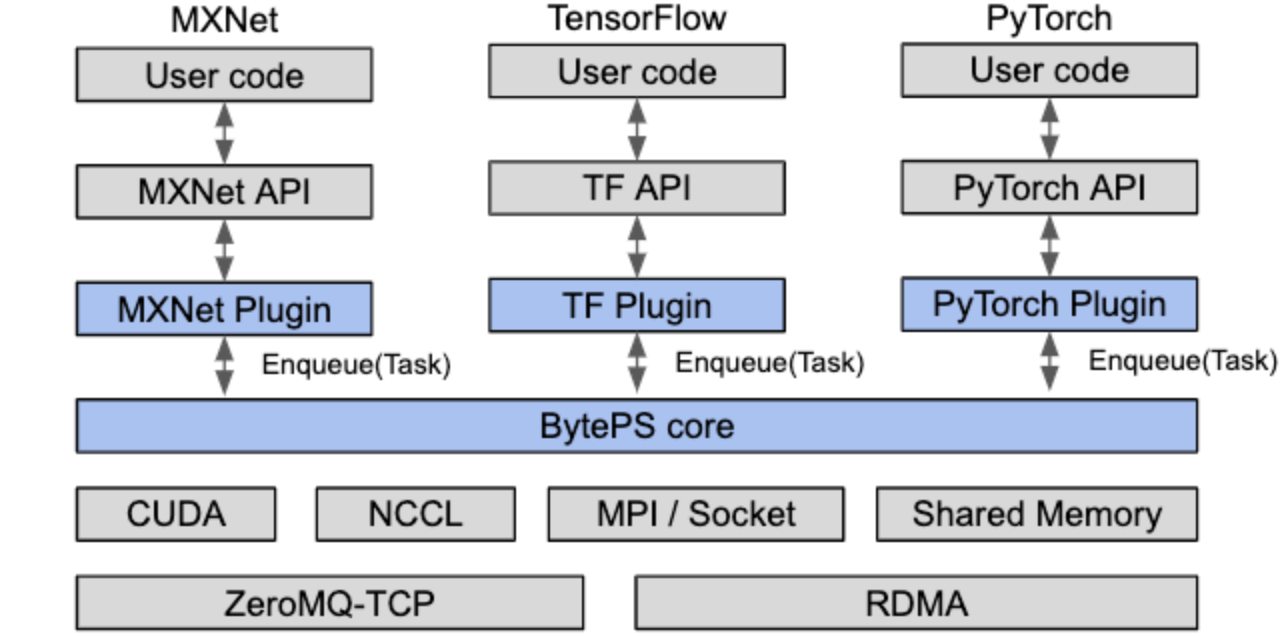 MXNet
TensorFlow
PyTorch
User code
User code
User code
MXNet API
TF API
PyTorch API
MXNet Plugin
TF Plugin
PyTorch Plugin
Enqueue(Task)
Enqueue(Task)
Enqueue(Task)
BytePS core
CUDA
NCCL
MPI / Socket
Shared Memory
ZeroMQ-TCP
RDMA